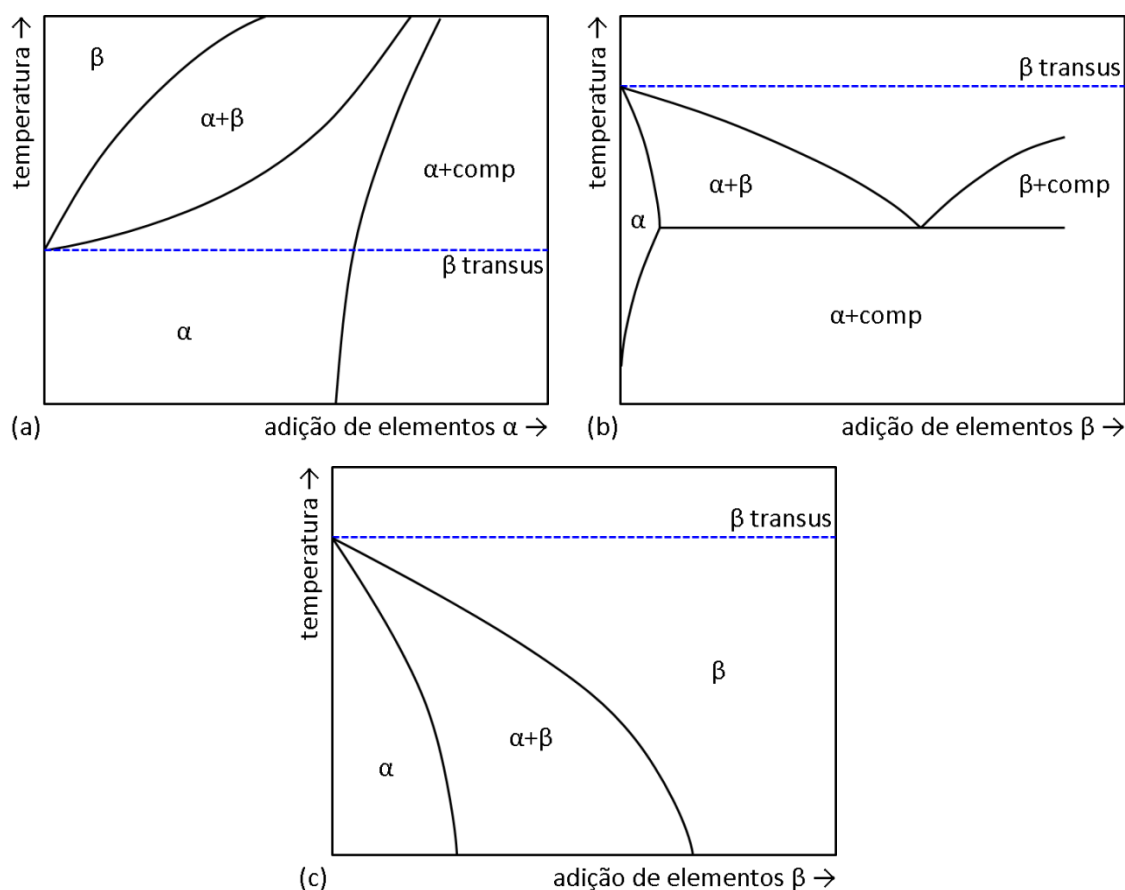 temperatura →
β
α+β
α+comp
β transus
α
(a)
adição de elementos α →
temperatura →
β transus
α+β
β+comp
α
α+comp
(b)
adição de elementos β →
temperatura →
β transus
β
α+β
α
(c)
adição de elementos β →